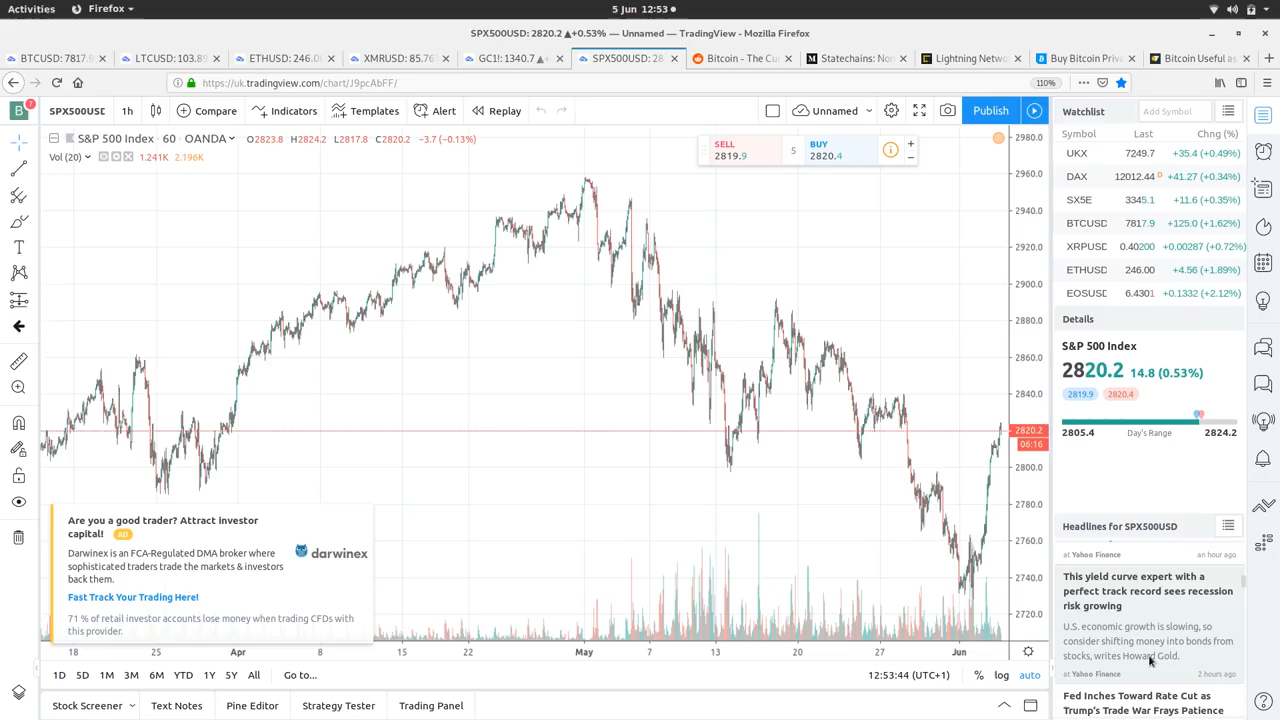 Activities Firefox 5 Jun 12:53
SPX500USD: 2820.2 ▲+0.53% — Unnamed — TradingView — Mozilla Firefox
BTCUSD: 7817.9 LTCUSD: 103.89 ETHUSD: 246.00 XMRUSD: 85.76 GC1!: 1340.7 ▲+ SPX500USD: 28 Bitcoin - The Cu Statechains: Non Lightning Netwo Buy Bitcoin Priva Bitcoin Useful as
https://uk.tradingview.com/chart/J9pcAbFF/ 110%
B 7 SPX500USD 1h Compare Indicators Templates Alert Replay Unnamed Publish
S&P 500 Index · 60 · OANDA O2823.8 H2824.2 L2817.8 C2820.2 −3.7 (−0.13%)
Vol (20) 1.241K 2.196K
SELL
2819.9
5
BUY
2820.4
+
−
2980.0
2960.0
2940.0
2920.0
2900.0
2880.0
2860.0
2840.0
2820.2
06:16
2800.0
2780.0
2760.0
2740.0
2720.0
Are you a good trader? Attract investor
capital! AD
Darwinex is an FCA-Regulated DMA broker where
sophisticated traders trade the markets & investors
back them.
darwinex
Fast Track Your Trading Here!
71 % of retail investor accounts lose money when trading CFDs with
this provider.
18 25 Apr 8 15 22 May 7 13 20 27 Jun
1D 5D 1M 3M 6M YTD 1Y 5Y All Go to... 12:53:44 (UTC+1) % log auto
Stock Screener Text Notes Pine Editor Strategy Tester Trading Panel
Watchlist Add Symbol
Symbol Last Chng (%)
UKX 7249.7 +35.4 (+0.49%)
DAX 12012.44 D +41.27 (+0.34%)
SX5E 3345.1 +11.6 (+0.35%)
BTCUSD 7817.9 +125.0 (+1.62%)
XRPUSD 0.40200 +0.00287 (+0.72%)
ETHUSD 246.00 +4.56 (+1.89%)
EOSUSD 6.4301 +0.1332 (+2.12%)
Details
S&P 500 Index
2820.2 14.8 (0.53%)
2819.9 2820.4
2805.4 Day's Range 2824.2
Headlines for SPX500USD
at Yahoo Finance an hour ago
This yield curve expert with a
perfect track record sees recession
risk growing
U.S. economic growth is slowing, so
consider shifting money into bonds from
stocks, writes Howard Gold.
at Yahoo Finance 2 hours ago
Fed Inches Toward Rate Cut as
Trump's Trade War Frays Patience